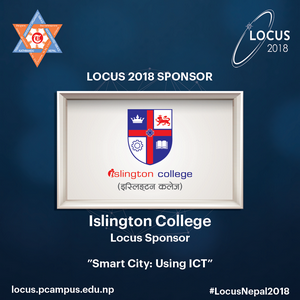 LOCUS
2018
LOCUS 2018 SPONSOR
islington college
(इस्लिङ्टन कलेज)
Islington College
Locus Sponsor
"Smart City: Using ICT"
locus.pcampus.edu.np
#LocusNepal2018